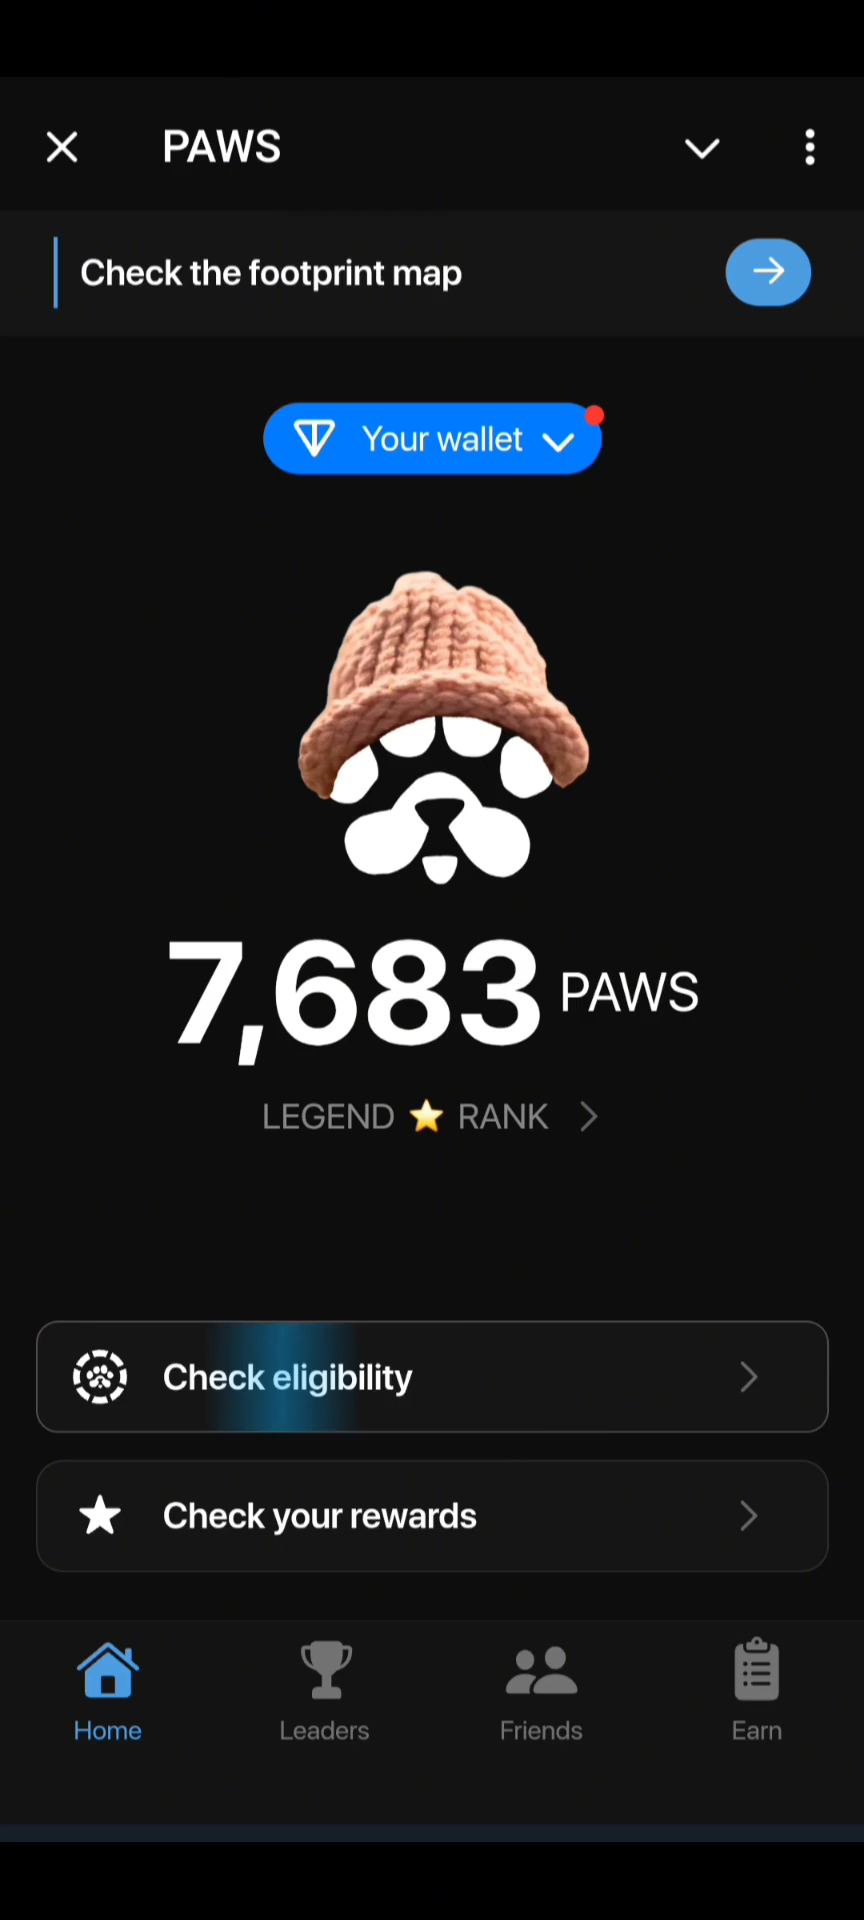 PAWS
Check the footprint map
Your wallet
7,683 PAWS
LEGEND ⭐ RANK
Check eligibility
Check your rewards
Home Leaders Friends Earn